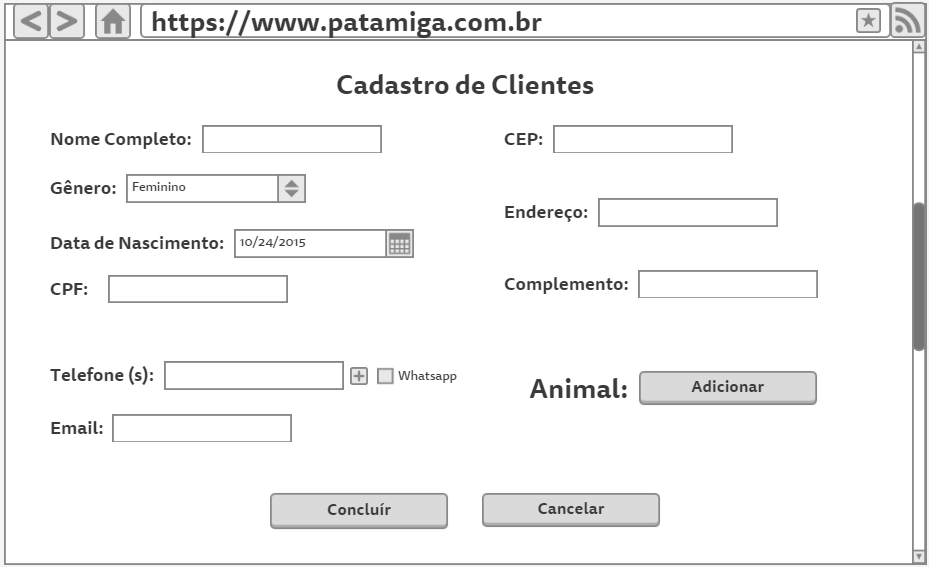 https://www.patamiga.com.br
Cadastro de Clientes
Nome Completo:
Gênero: Feminino
Data de Nascimento: 10/24/2015
CPF:
Telefone (s): Whatsapp
Email:
CEP:
Endereço:
Complemento:
Animal: Adicionar
Concluír Cancelar